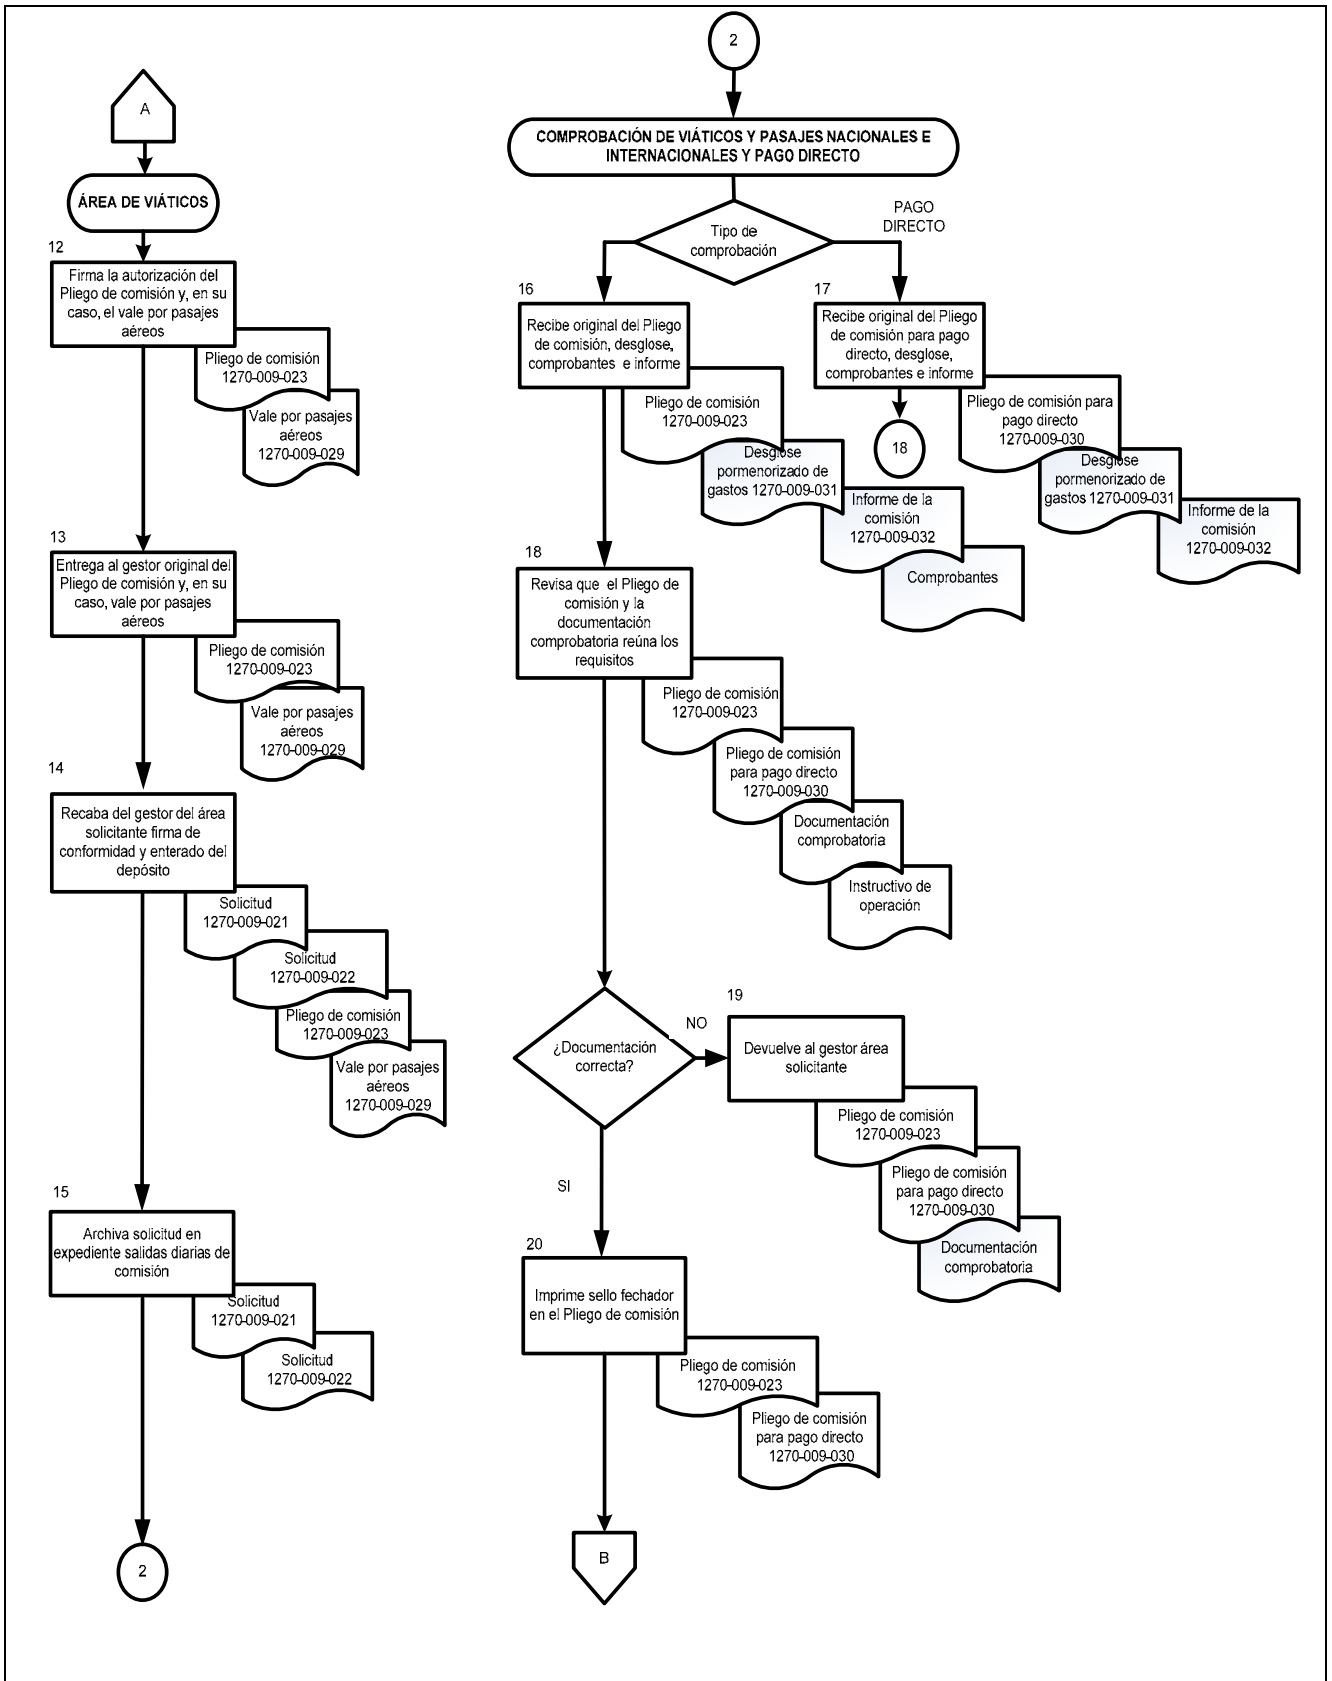 A
ÁREA DE VIÁTICOS
12
Firma la autorización del
Pliego de comisión y, en su
caso, el vale por pasajes
aéreos
Pliego de comisión
1270-009-023
Vale por pasajes
aéreos
1270-009-029
13
Entrega al gestor original del
Pliego de comisión y, en su
caso, vale por pasajes
aéreos
Pliego de comisión
1270-009-023
Vale por pasajes
aéreos
1270-009-029
14
Recaba del gestor del área
solicitante firma de
conformidad y enterado del
depósito
Solicitud
1270-009-021
Solicitud
1270-009-022
Pliego de comisión
1270-009-023
Vale por pasajes
aéreos
1270-009-029
15
Archiva solicitud en
expediente salidas diarias de
comisión
Solicitud
1270-009-021
Solicitud
1270-009-022
2
2
COMPROBACIÓN DE VIÁTICOS Y PASAJES NACIONALES E
INTERNACIONALES Y PAGO DIRECTO
Tipo de
comprobación
PAGO
DIRECTO
16
Recibe original del Pliego
de comisión, desglose,
comprobantes e informe
Pliego de comisión
1270-009-023
Desglose
pormenorizado de
gastos 1270-009-031
Informe de la
comisión
1270-009-032
Comprobantes
17
Recibe original del Pliego
de comisión para pago
directo, desglose,
comprobantes e informe
18
Pliego de comisión para
pago directo
1270-009-030
Desglose
pormenorizado de
gastos 1270-009-031
Informe de la
comisión
1270-009-032
18
Revisa que el Pliego de
comisión y la
documentación
comprobatoria reúna los
requisitos
Pliego de comisión
1270-009-023
Pliego de comisión
para pago directo
1270-009-030
Documentación
comprobatoria
Instructivo de
operación
¿Documentación
correcta?
NO
19
Devuelve al gestor área
solicitante
Pliego de comisión
1270-009-023
Pliego de comisión
para pago directo
1270-009-030
Documentación
comprobatoria
SI
20
Imprime sello fechador
en el Pliego de comisión
Pliego de comisión
1270-009-023
Pliego de comisión
para pago directo
1270-009-030
B